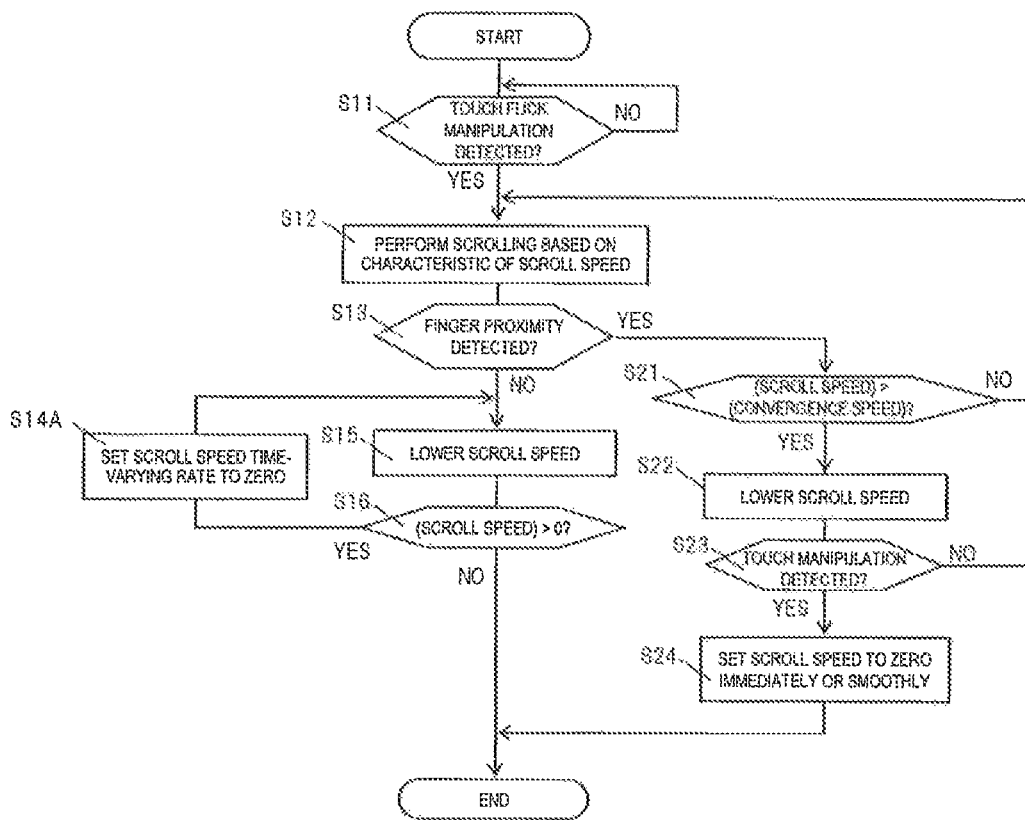 START
S11
TOUCH FLICK
MANIPULATION
DETECTED?
NO
YES
S12
PERFORM SCROLLING BASED ON
CHARACTERISTIC OF SCROLL SPEED
S13
FINGER PROXIMITY
DETECTED?
YES
NO
S14A
SET SCROLL SPEED TIME-
VARYING RATE TO ZERO
S15
LOWER SCROLL SPEED
S16
(SCROLL SPEED) > 0?
YES
NO
S21
(SCROLL SPEED) >
(CONVERGENCE SPEED)?
NO
YES
S22
LOWER SCROLL SPEED
S23
TOUCH MANIPULATION
DETECTED?
NO
YES
S24
SET SCROLL SPEED TO ZERO
IMMEDIATELY OR SMOOTHLY
END